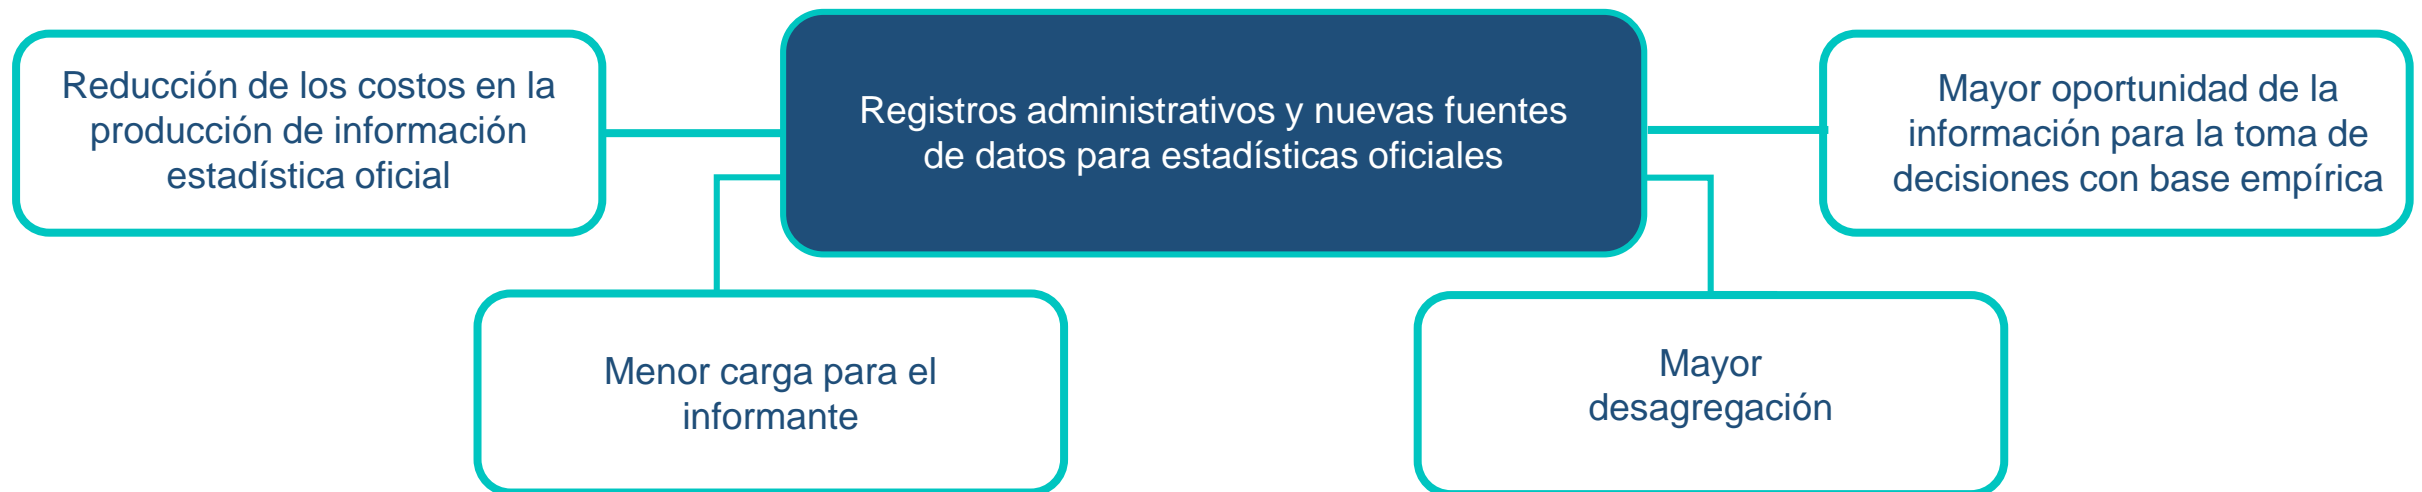 Reducción de los costos en la
producción de información
estadística oficial
Registros administrativos y nuevas fuentes
de datos para estadísticas oficiales
Mayor oportunidad de la
información para la toma de
decisiones con base empírica
Menor carga para el
informante
Mayor
desagregación